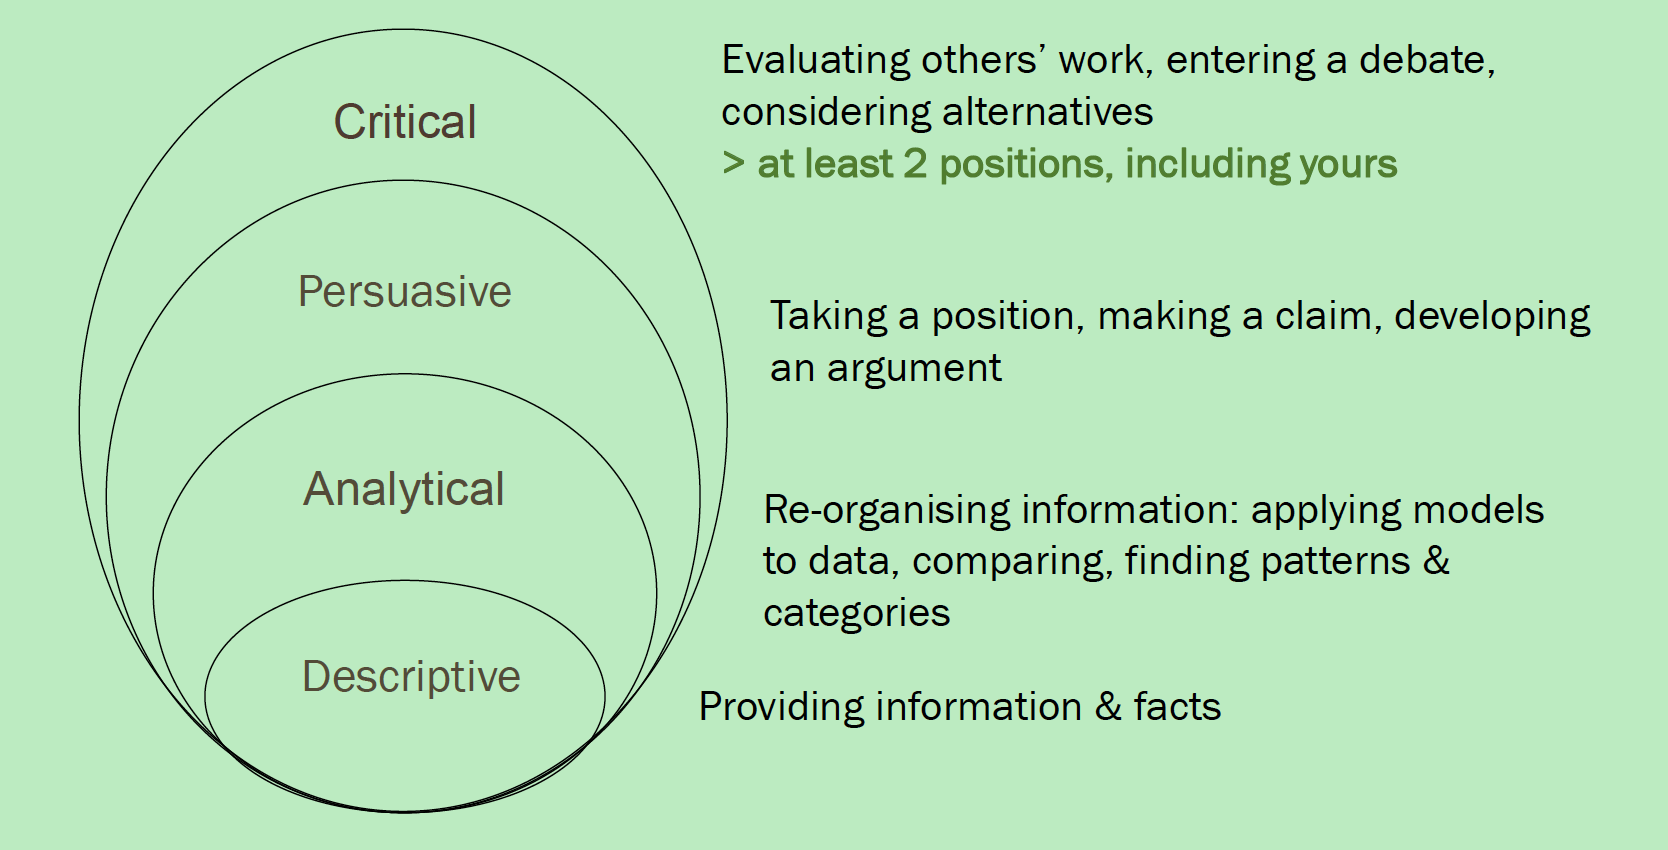 Critical
Evaluating others’ work, entering a debate,
considering alternatives
> at least 2 positions, including yours
Persuasive
Taking a position, making a claim, developing
an argument
Analytical
Re-organising information: applying models
to data, comparing, finding patterns &
categories
Descriptive
Providing information & facts